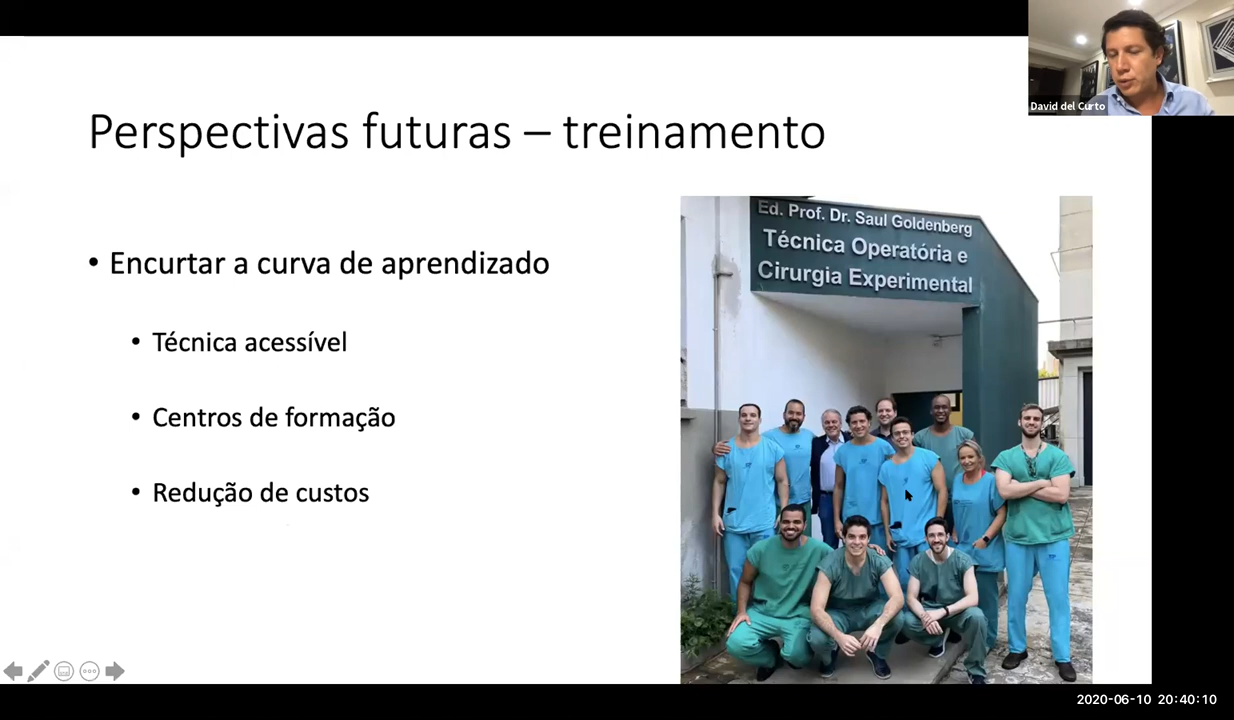 David del Curto
Perspectivas futuras – treinamento
• Encurtar a curva de aprendizado
• Técnica acessível
• Centros de formação
• Redução de custos
Ed. Prof. Dr. Saul Goldenberg
Técnica Operatória e
Cirurgia Experimental
2020-06-10 20:40:10